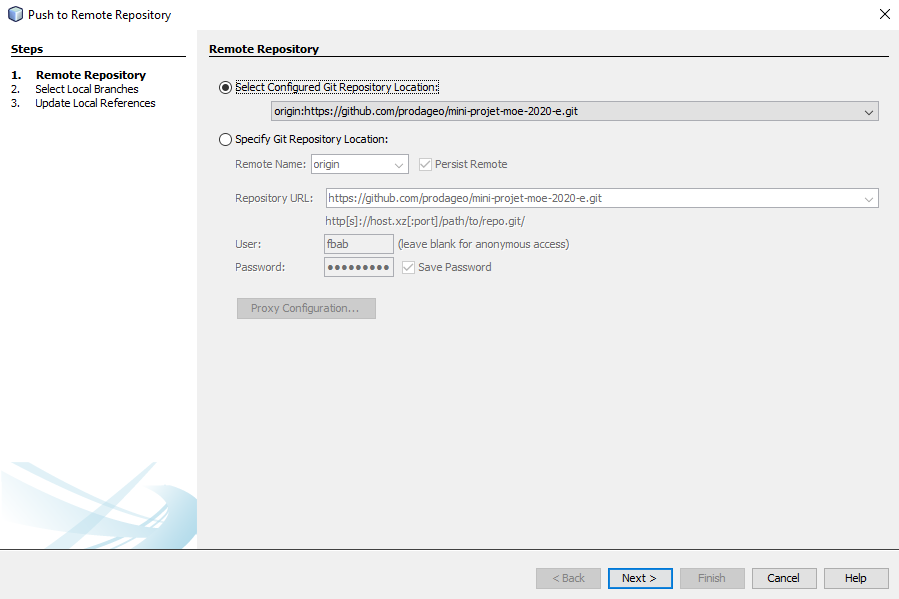 Push to Remote Repository
Steps
1. Remote Repository
2. Select Local Branches
3. Update Local References
Remote Repository
Select Configured Git Repository Location:
origin:https://github.com/prodageo/mini-projet-moe-2020-e.git
Specify Git Repository Location:
Remote Name: origin Persist Remote
Repository URL: https://github.com/prodageo/mini-projet-moe-2020-e.git
http[s]://host.xz[:port]/path/to/repo.git/
User: fbab (leave blank for anonymous access)
Password: ●●●●●●●●● Save Password
Proxy Configuration...
< Back Next > Finish Cancel Help